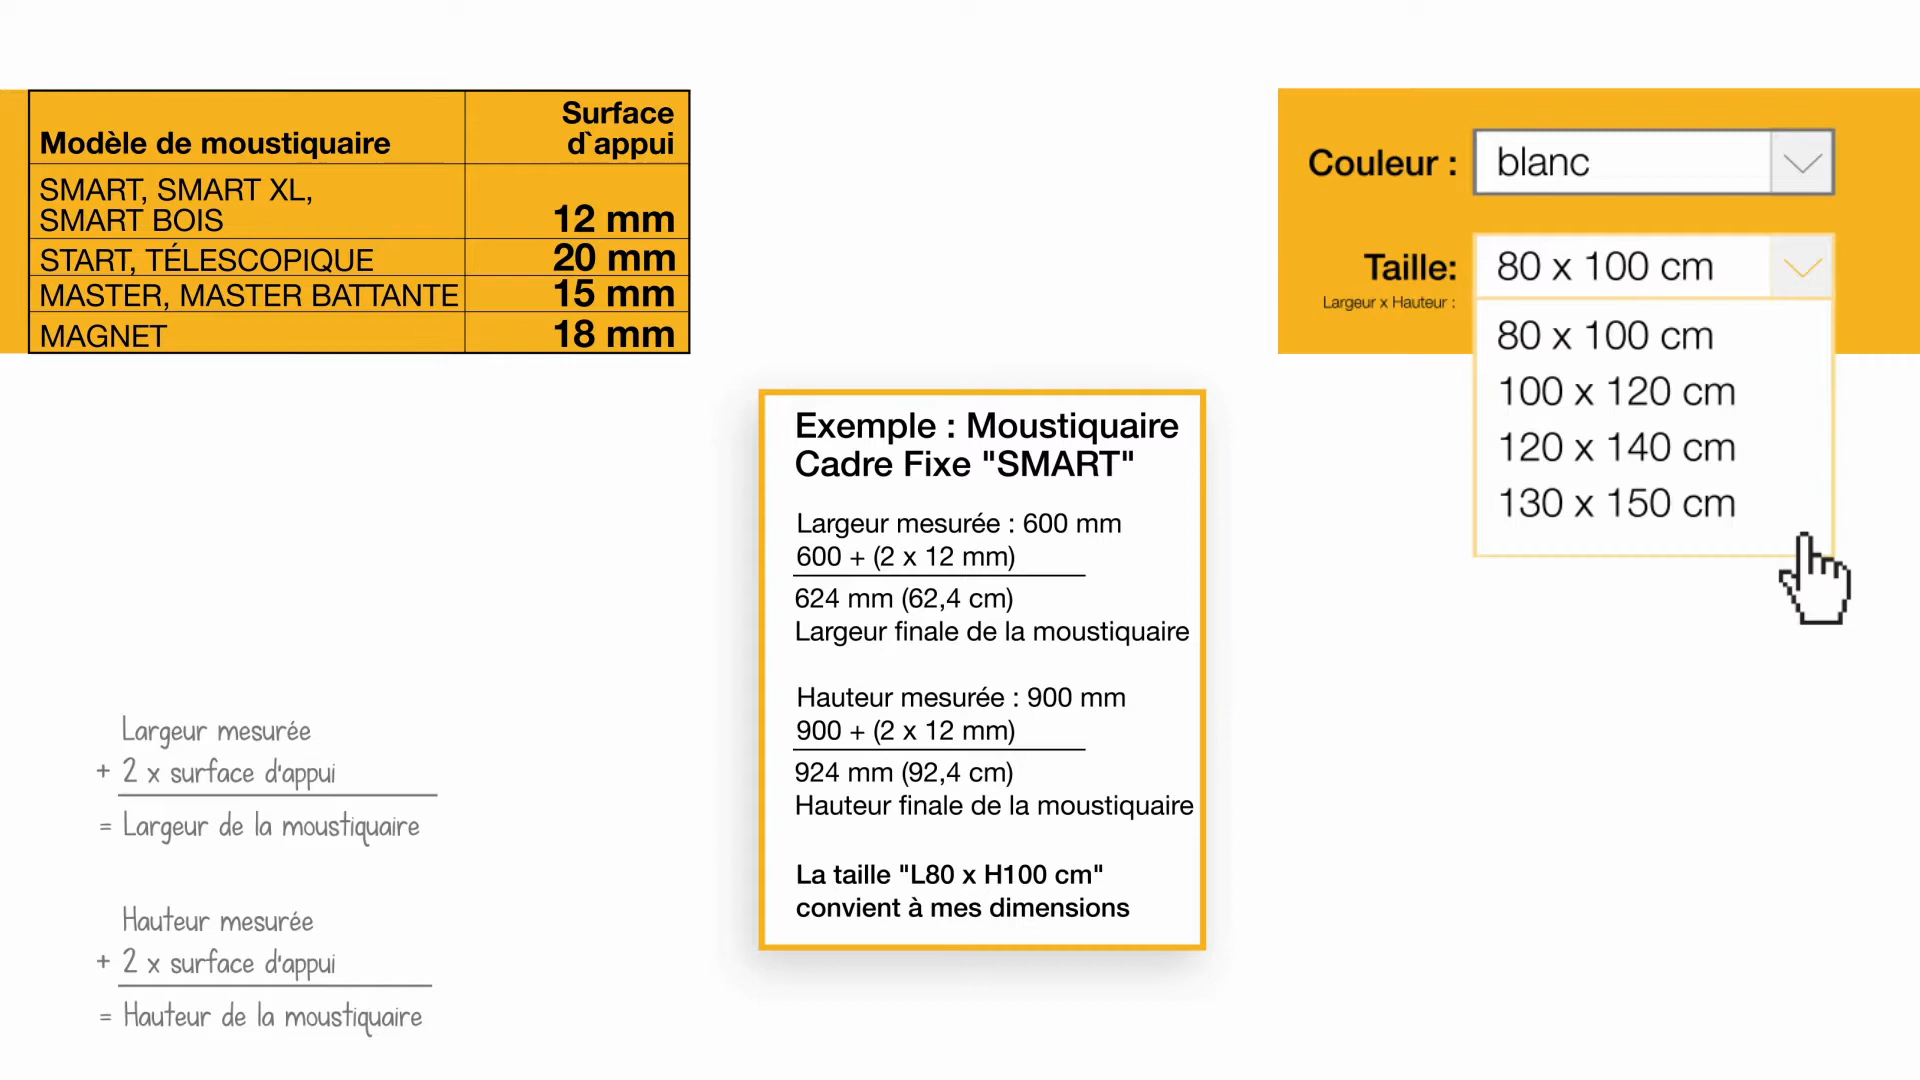 Modèle de moustiquaire
Surface
d`appui
SMART, SMART XL,
SMART BOIS
12 mm
START, TÉLESCOPIQUE
20 mm
MASTER, MASTER BATTANTE
15 mm
MAGNET
18 mm
Couleur :
blanc
Taille:
80 x 100 cm
Largeur x Hauteur :
80 x 100 cm
100 x 120 cm
120 x 140 cm
130 x 150 cm
Exemple : Moustiquaire
Cadre Fixe "SMART"
Largeur mesurée : 600 mm
600 + (2 x 12 mm)
624 mm (62,4 cm)
Largeur finale de la moustiquaire
Hauteur mesurée : 900 mm
900 + (2 x 12 mm)
924 mm (92,4 cm)
Hauteur finale de la moustiquaire
La taille "L80 x H100 cm"
convient à mes dimensions
Largeur mesurée
+ 2 x surface d'appui
= Largeur de la moustiquaire
Hauteur mesurée
+ 2 x surface d'appui
= Hauteur de la moustiquaire